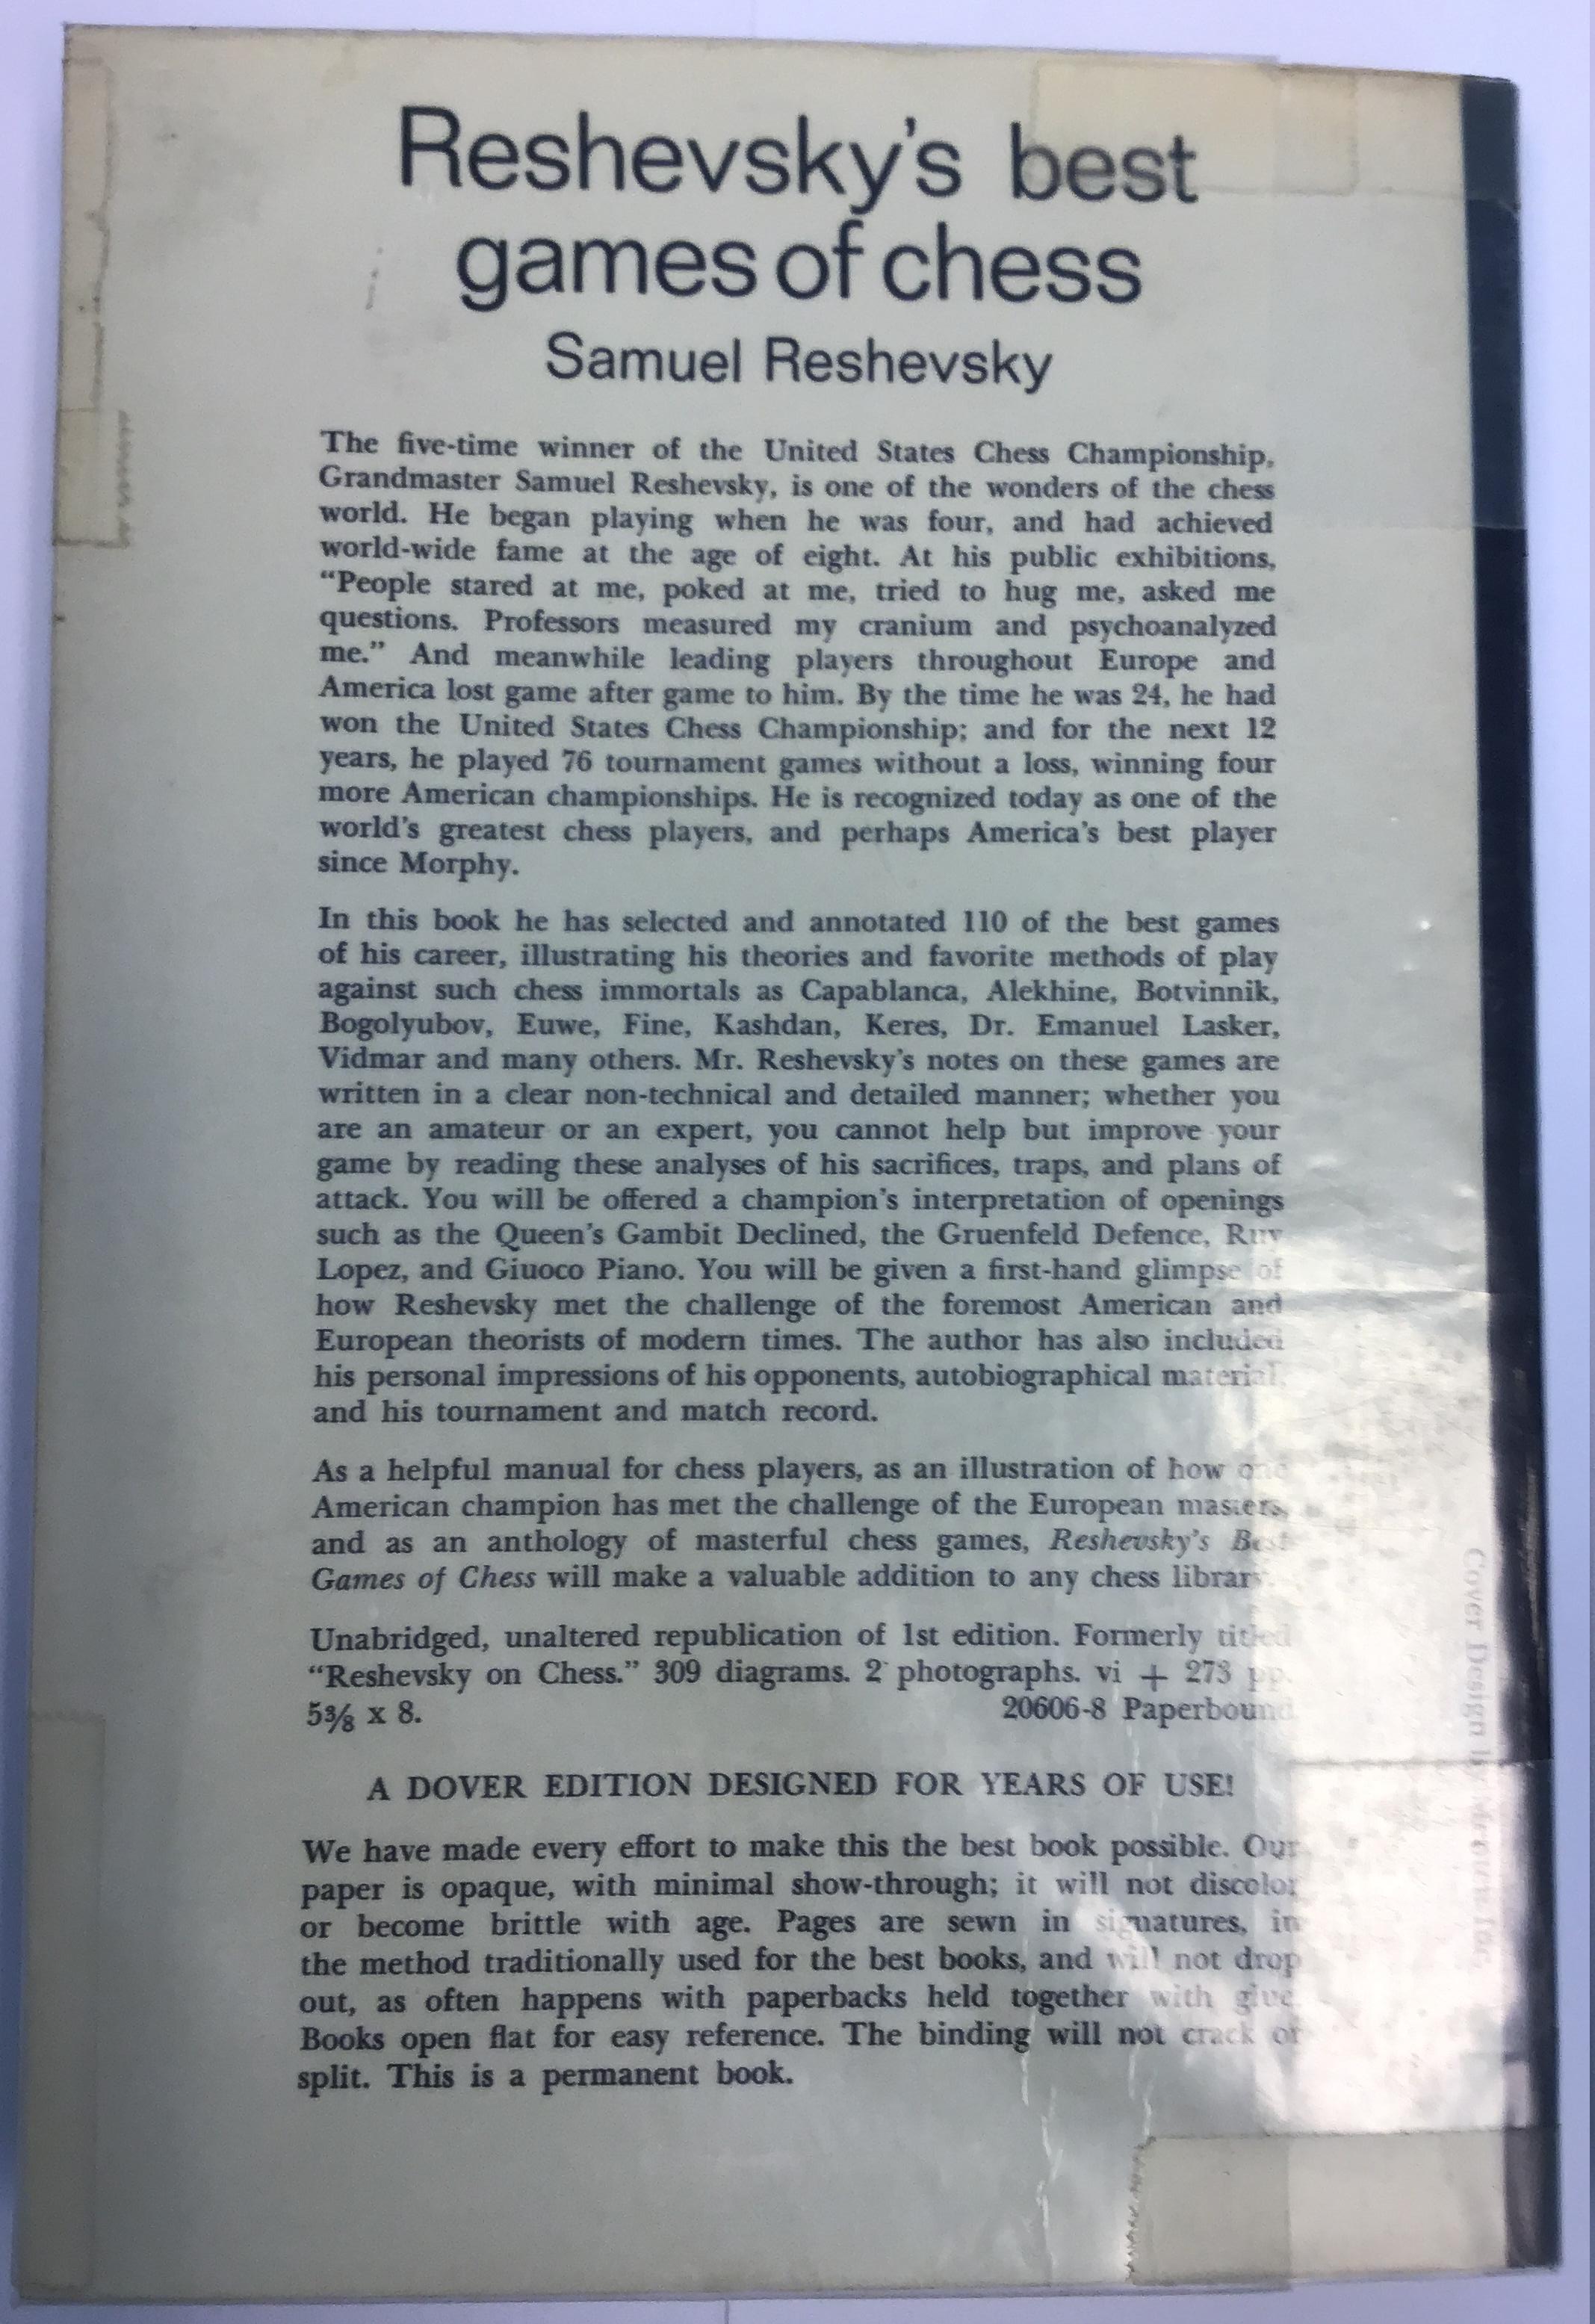 Reshevsky's best
games of chess
Samuel Reshevsky
The five-time winner of the United States Chess Championship,
Grandmaster Samuel Reshevsky, is one of the wonders of the chess
world. He began playing when he was four, and had achieved
world-wide fame at the age of eight. At his public exhibitions,
“People stared at me, poked at me, tried to hug me, asked me
questions. Professors measured my cranium and psychoanalyzed
me.” And meanwhile leading players throughout Europe and
America lost game after game to him. By the time he was 24, he had
won the United States Chess Championship; and for the next 12
years, he played 76 tournament games without a loss, winning four
more American championships. He is recognized today as one of the
world's greatest chess players, and perhaps America's best player
since Morphy.
In this book he has selected and annotated 110 of the best games
of his career, illustrating his theories and favorite methods of play
against such chess immortals as Capablanca, Alekhine, Botvinnik,
Bogolyubov, Euwe, Fine, Kashdan, Keres, Dr. Emanuel Lasker,
Vidmar and many others. Mr. Reshevsky's notes on these games are
written in a clear non-technical and detailed manner; whether you
are an amateur or an expert, you cannot help but improve your
game by reading these analyses of his sacrifices, traps, and plans of
attack. You will be offered a champion's interpretation of openings
such as the Queen's Gambit Declined, the Gruenfeld Defence, Ruy
Lopez, and Giuoco Piano. You will be given a first-hand glimpse of
how Reshevsky met the challenge of the foremost American and
European theorists of modern times. The author has also included
his personal impressions of his opponents, autobiographical material,
and his tournament and match record.
As a helpful manual for chess players, as an illustration of how one
American champion has met the challenge of the European masters,
and as an anthology of masterful chess games, Reshevsky's Best
Games of Chess will make a valuable addition to any chess library.
Unabridged, unaltered republication of 1st edition. Formerly titled
“Reshevsky on Chess.” 309 diagrams. 2 photographs. vi + 273 pp.
5⅜ x 8. 20606-8 Paperbound
A DOVER EDITION DESIGNED FOR YEARS OF USE!
We have made every effort to make this the best book possible. Our
paper is opaque, with minimal show-through; it will not discolor
or become brittle with age. Pages are sewn in signatures, in
the method traditionally used for the best books, and will not drop
out, as often happens with paperbacks held together with glue.
Books open flat for easy reference. The binding will not crack or
split. This is a permanent book.
Cover Design